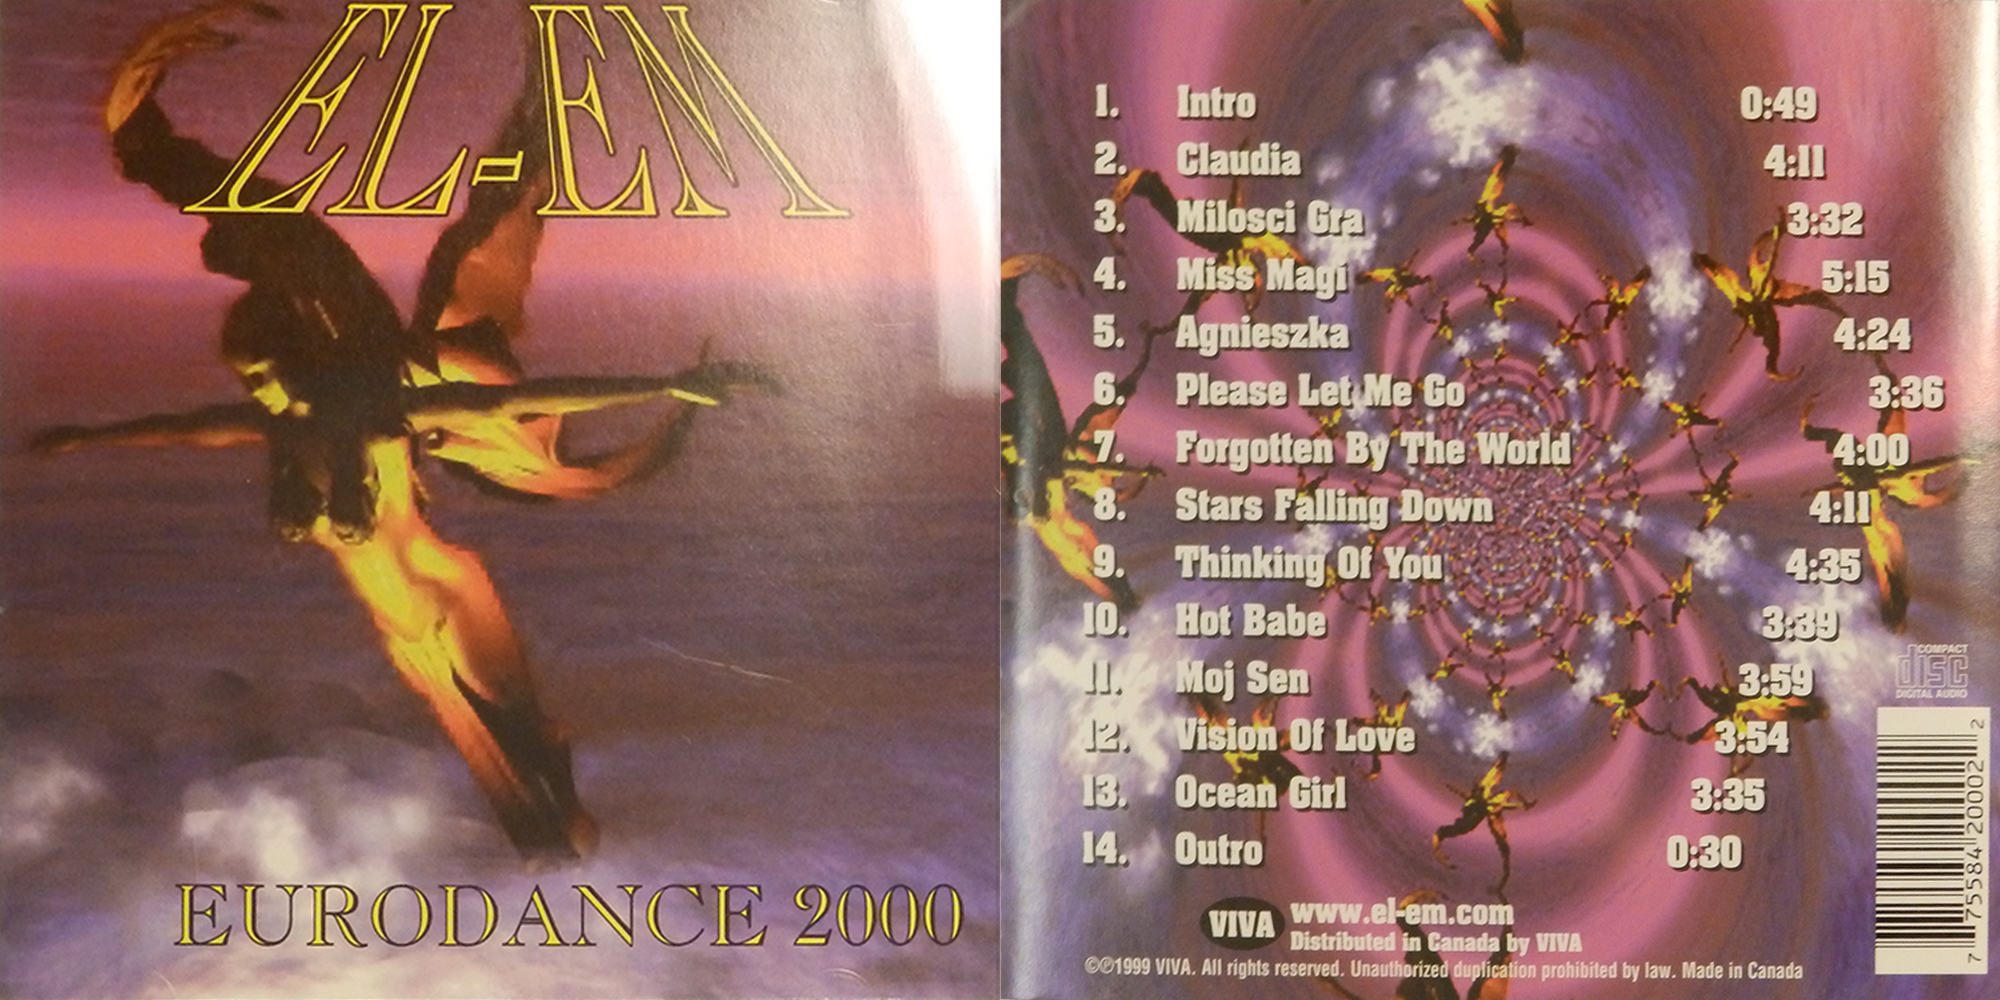 EL-EM
EURODANCE 2000
1. Intro 0:49
2. Claudia 4:11
3. Milosci Gra 3:32
4. Miss Magi 5:15
5. Agnieszka 4:24
6. Please Let Me Go 3:36
7. Forgotten By The World 4:00
8. Stars Falling Down 4:11
9. Thinking Of You 4:35
10. Hot Babe 3:39
11. Moj Sen 3:59
12. Vision Of Love 3:54
13. Ocean Girl 3:35
14. Outro 0:30
COMPACT
disc
DIGITAL AUDIO
7 75584 20002 2
VIVA
www.el-em.com
Distributed in Canada by VIVA
©℗1999 VIVA. All rights reserved. Unauthorized duplication prohibited by law. Made in Canada